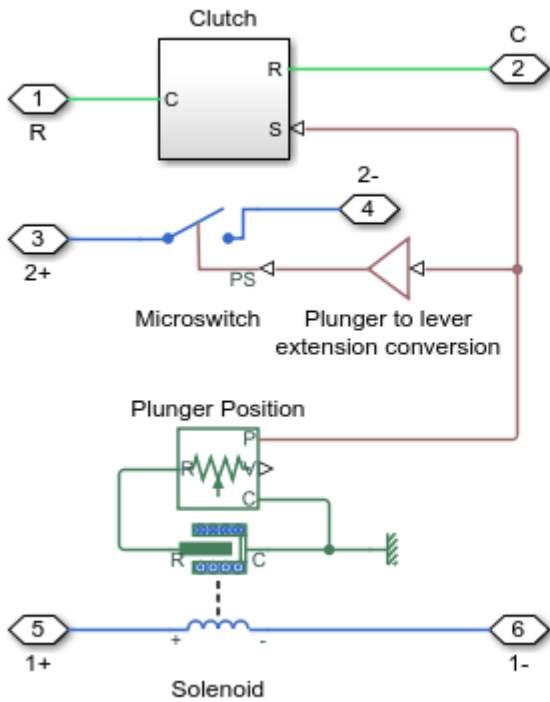 Clutch
C
R
2
1
C
R
S
2-
4
3
2+
PS
Microswitch
Plunger to lever
extension conversion
Plunger Position
P
R
V
C
R
C
5
+
-
6
1+
1-
Solenoid